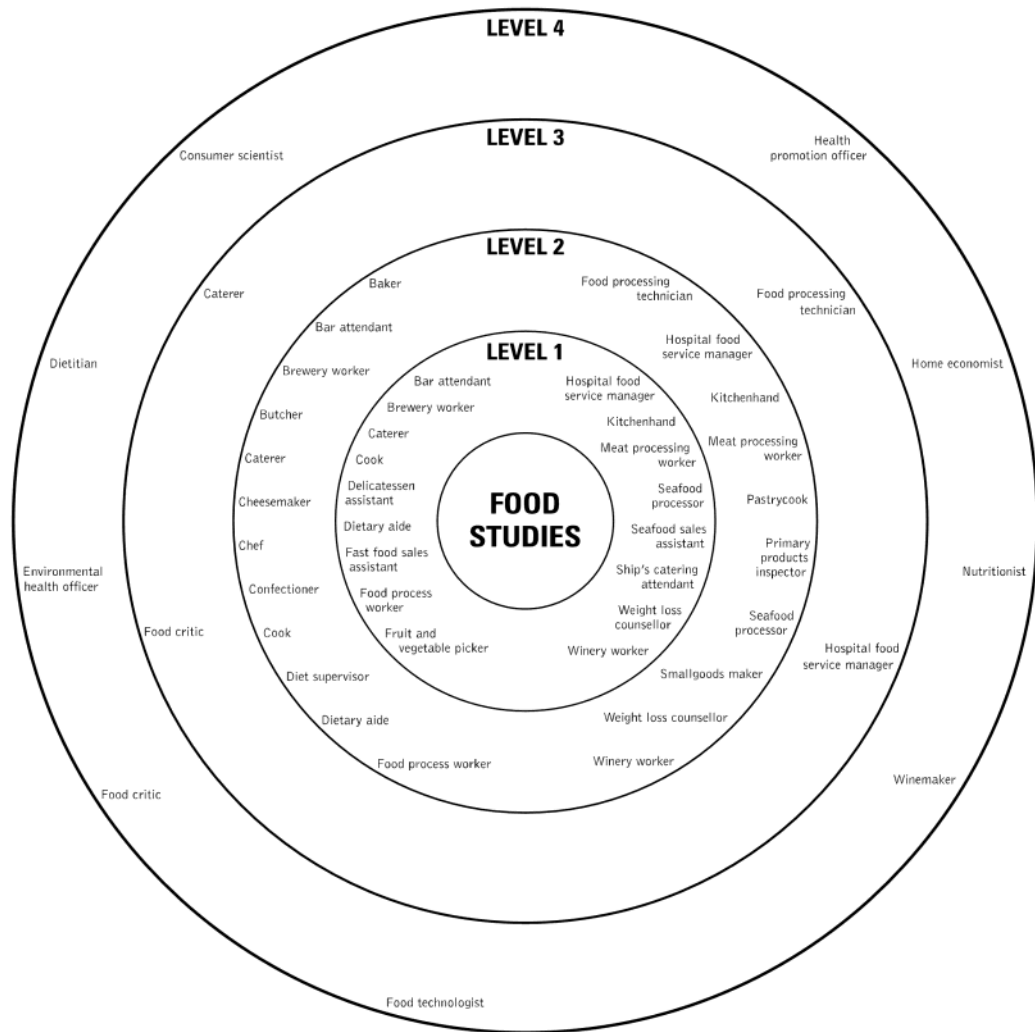 LEVEL 4
Consumer scientist
Dietitian
Environmental
health officer
Food critic
Food technologist
Health
promotion officer
Home economist
Nutritionist
Winemaker
LEVEL 3
Caterer
Food critic
Food processing
technician
Hospital food
service manager
LEVEL 2
Baker
Bar attendant
Brewery worker
Butcher
Caterer
Cheesemaker
Chef
Confectioner
Cook
Diet supervisor
Dietary aide
Food process worker
Food processing
technician
Hospital food
service manager
Kitchenhand
Meat processing
worker
Pastrycook
Primary
products
inspector
Seafood
processor
Smallgoods maker
Weight loss counsellor
Winery worker
LEVEL 1
Bar attendant
Brewery worker
Caterer
Cook
Delicatessen
assistant
Dietary aide
Fast food sales
assistant
Food process
worker
Fruit and
vegetable picker
Hospital food
service manager
Kitchenhand
Meat processing
worker
Seafood
processor
Seafood sales
assistant
Ship's catering
attendant
Weight loss
counsellor
Winery worker
FOOD
STUDIES